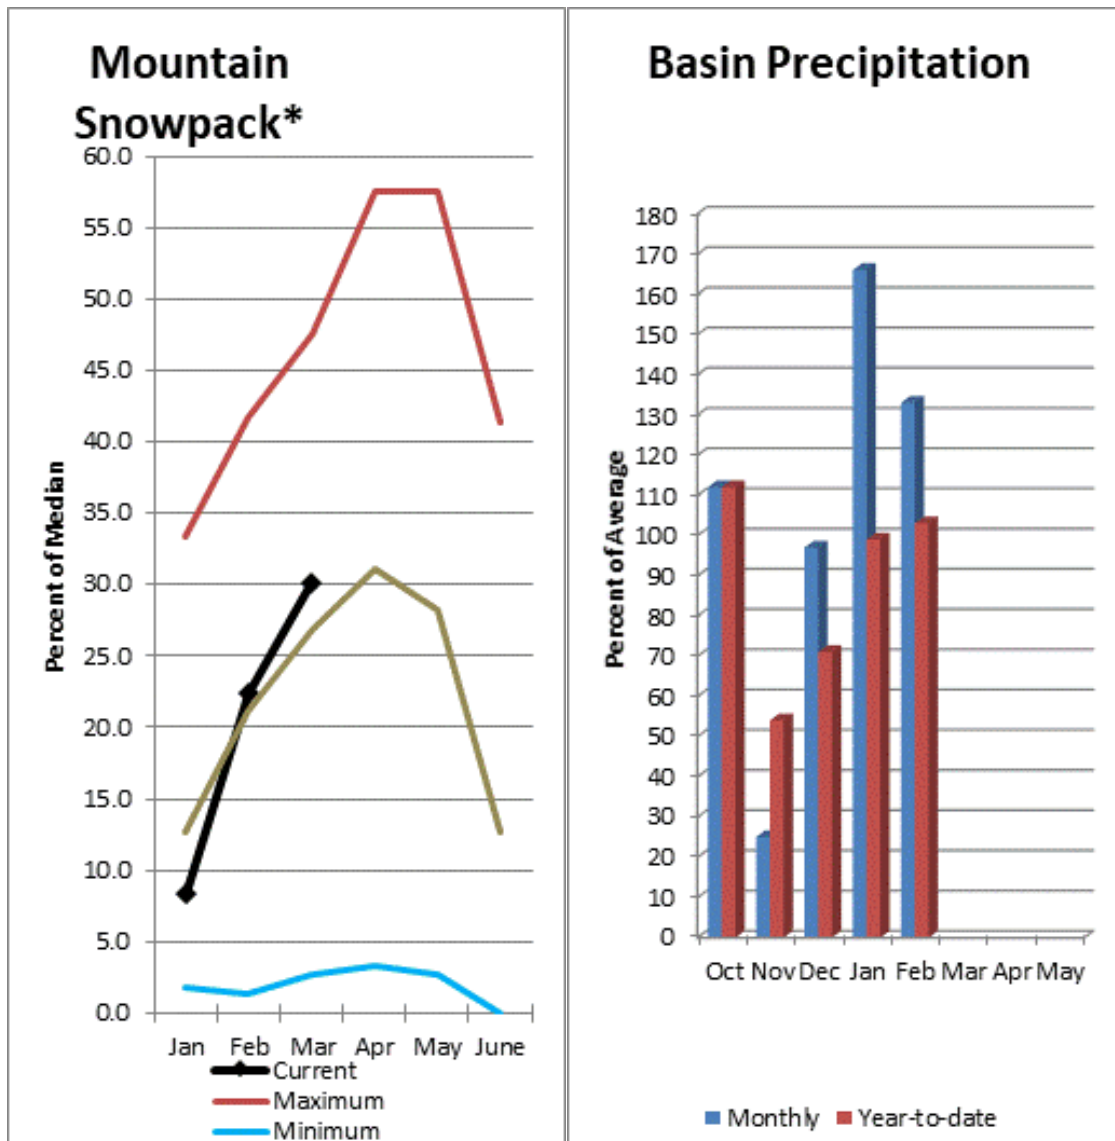 Mountain
Snowpack*
60.0
55.0
50.0
45.0
40.0
35.0
30.0
25.0
20.0
15.0
10.0
5.0
0.0
Percent of Median
Jan Feb Mar Apr May June
Current
Maximum
Minimum
Basin Precipitation
180
170
160
150
140
130
120
110
100
90
80
70
60
50
40
30
20
10
0
Percent of Average
Oct Nov Dec Jan Feb Mar Apr May
Monthly Year-to-date